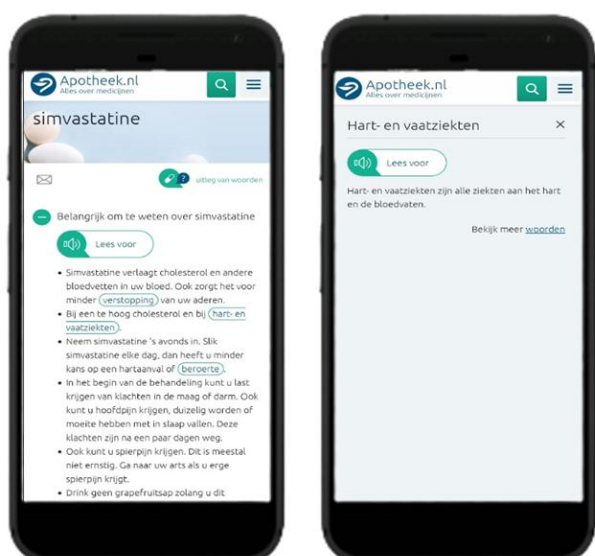 Apotheek.nl
Alles over medicijnen
simvastatine
uitleg van woorden
Belangrijk om te weten over simvastatine
Lees voor
• Simvastatine verlaagt cholesterol en andere
bloedvetten in uw bloed. Ook zorgt het voor
minder verstopping van uw aderen.
• Bij een te hoog cholesterol en bij hart- en
vaatziekten.
• Neem simvastatine 's avonds in. Slik
simvastatine elke dag, dan heeft u minder
kans op een hartaanval of beroerte.
• In het begin van de behandeling kunt u last
krijgen van klachten in de maag of darm. Ook
kunt u hoofdpijn krijgen, duizelig worden of
moeite hebben met in slaap vallen. Deze
klachten zijn na een paar dagen weg.
• Ook kunt u spierpijn krijgen. Dit is meestal
niet ernstig. Ga naar uw arts als u erge
spierpijn krijgt.
• Drink geen grapefruitsap zolang u dit
Apotheek.nl
Alles over medicijnen
Hart- en vaatziekten
Lees voor
Hart- en vaatziekten zijn alle ziekten aan het hart
en de bloedvaten.
Bekijk meer woorden